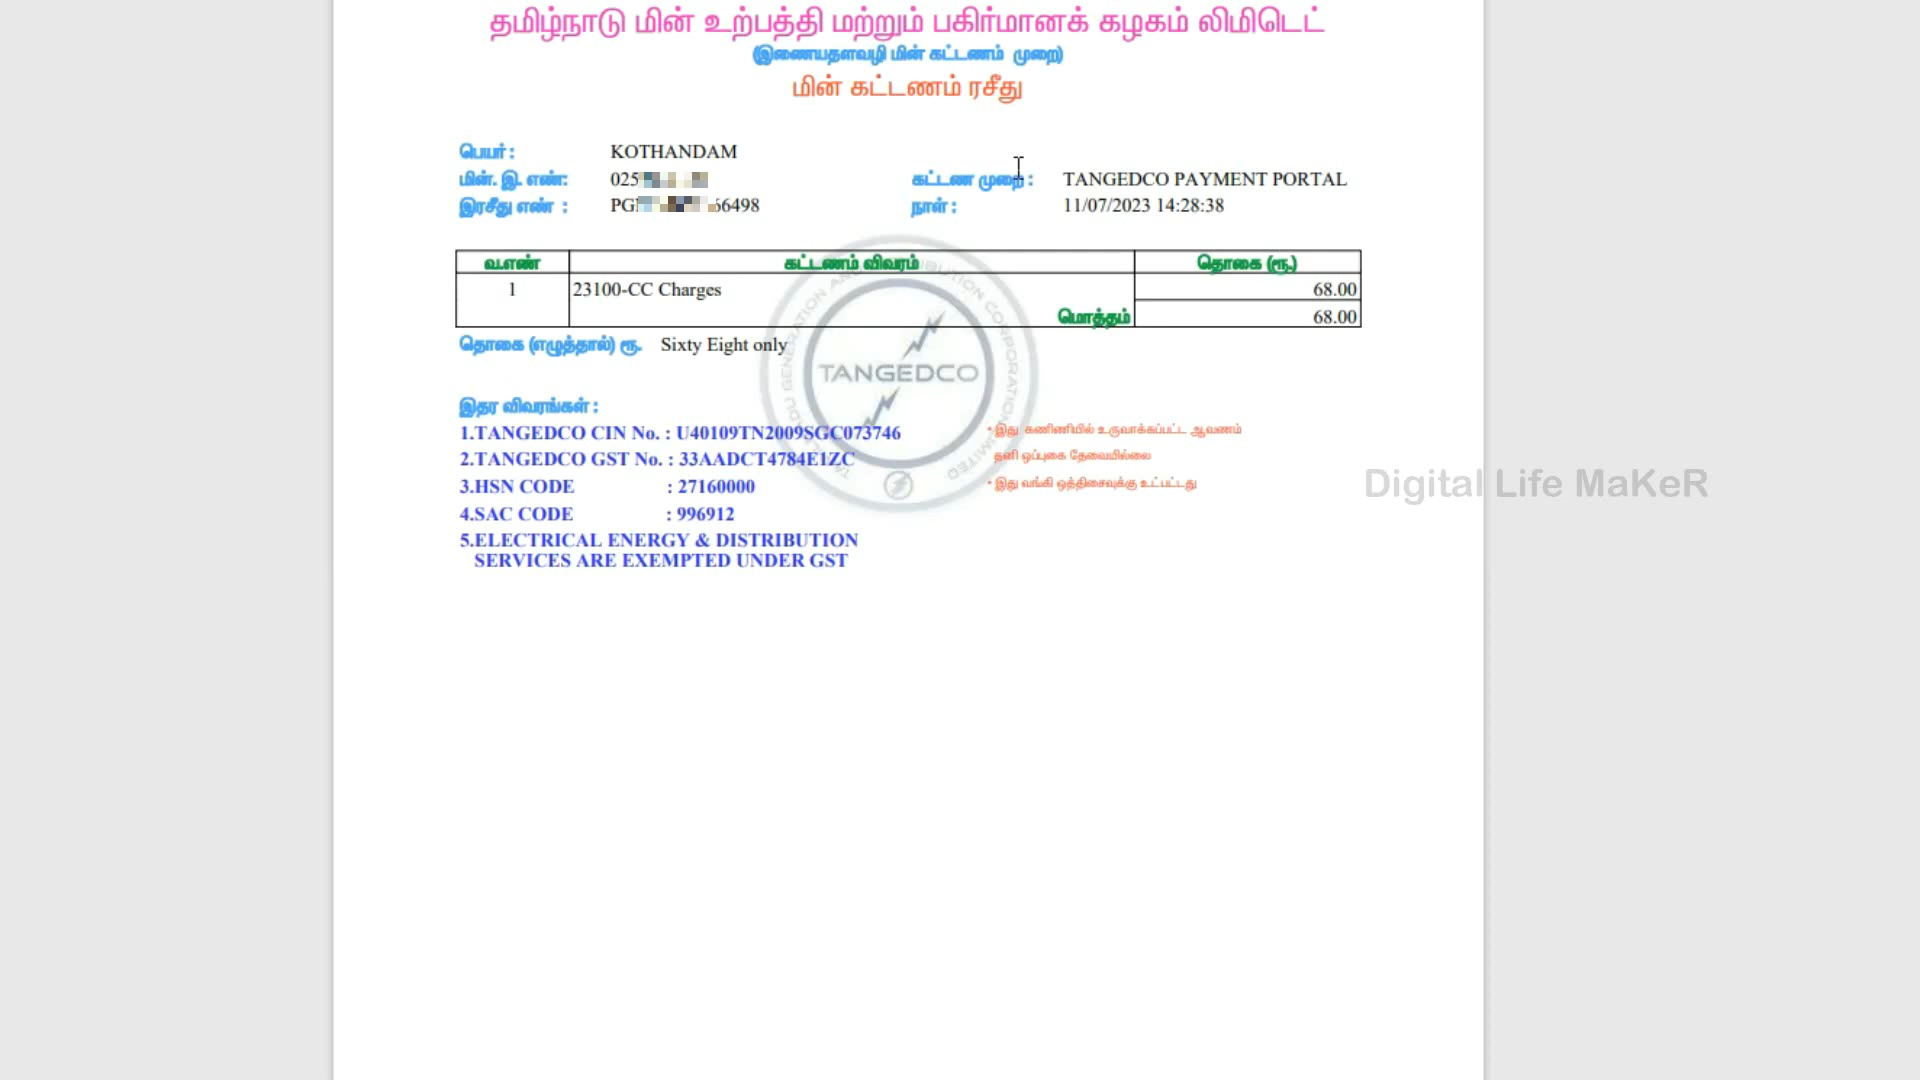 தமிழ்நாடு மின் உற்பத்தி மற்றும் பகிர்மானக் கழகம் லிமிடெட்
(இணையதளவழி மின் கட்டணம் முறை)
மின் கட்டணம் ரசீது
பெயர் : KOTHANDAM
மின். இ. எண்: 025 கட்டண முறை : TANGEDCO PAYMENT PORTAL
இரசீது எண் : PG 66498 நாள் : 11/07/2023 14:28:38
வ.எண் கட்டணம் விவரம் தொகை (ரூ.)
1 23100-CC Charges 68.00
மொத்தம் 68.00
தொகை (எழுத்தால்) ரூ. Sixty Eight only
TANGEDCO
இதர விவரங்கள் :
1.TANGEDCO CIN No. : U40109TN2009SGC073746
* இது கணிணியில் உருவாக்கப்பட்ட ஆவணம்
தனி ஒப்புகை தேவையில்லை
2.TANGEDCO GST No. : 33AADCT4784E1ZC
* இது வங்கி ஒத்திசைவுக்கு உட்பட்டது
3.HSN CODE : 27160000
Digital Life MaKeR
4.SAC CODE : 996912
5.ELECTRICAL ENERGY & DISTRIBUTION
SERVICES ARE EXEMPTED UNDER GST